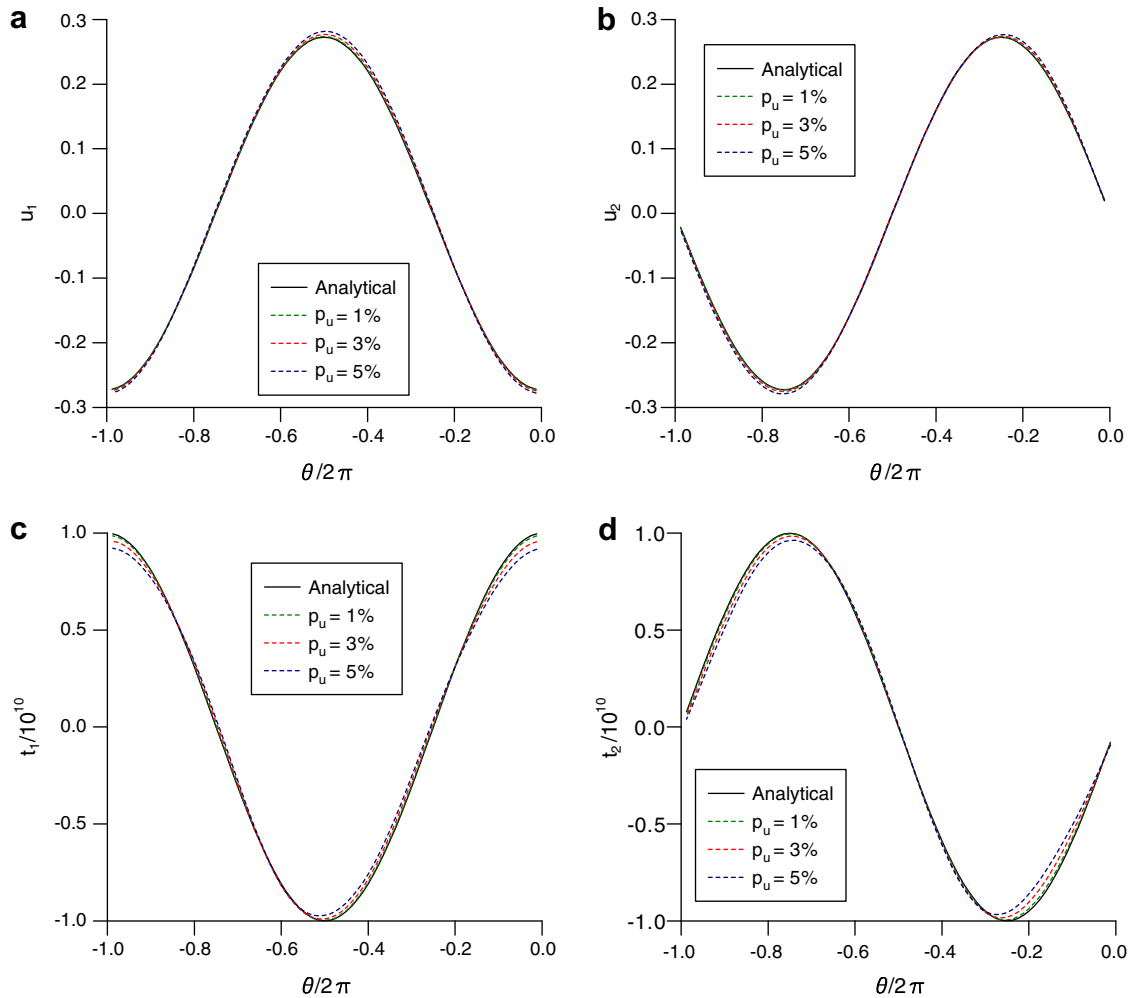 a
0.3
0.2
0.1
0.0
-0.1
-0.2
-0.3
u1
-1.0 -0.8 -0.6 -0.4 -0.2 0.0
θ/2π
Analytical
pu = 1%
pu = 3%
pu = 5%
b
0.3
0.2
0.1
0.0
-0.1
-0.2
-0.3
u2
-1.0 -0.8 -0.6 -0.4 -0.2 0.0
θ/2π
Analytical
pu = 1%
pu = 3%
pu = 5%
c
1.0
0.5
0.0
-0.5
-1.0
t1/10^10
-1.0 -0.8 -0.6 -0.4 -0.2 0.0
θ/2π
Analytical
pu = 1%
pu = 3%
pu = 5%
d
1.0
0.5
0.0
-0.5
-1.0
t2/10^10
-1.0 -0.8 -0.6 -0.4 -0.2 0.0
θ/2π
Analytical
pu = 1%
pu = 3%
pu = 5%